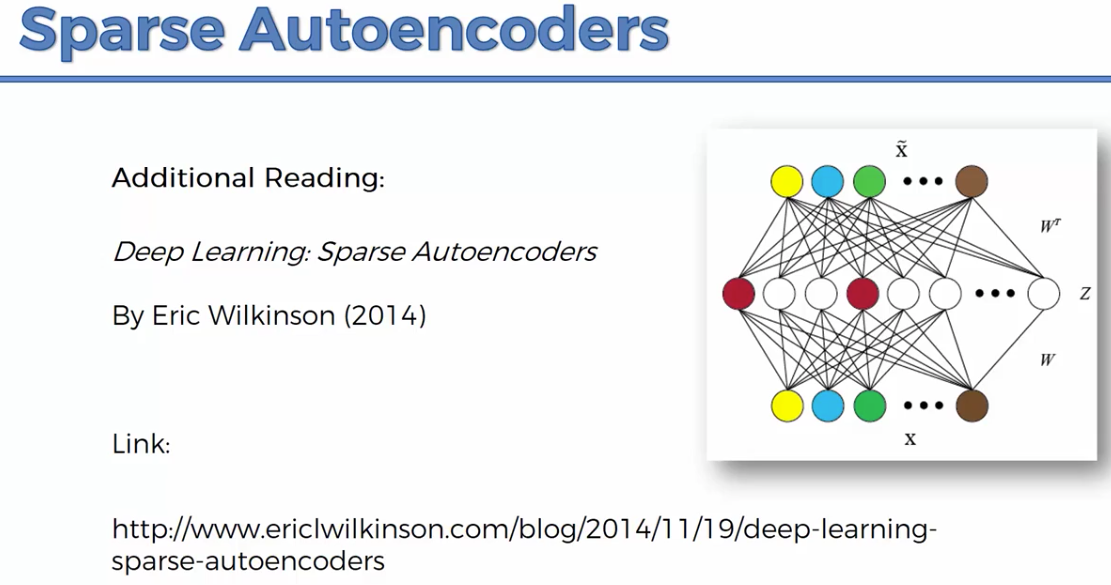 Sparse Autoencoders
Additional Reading:
Deep Learning: Sparse Autoencoders
By Eric Wilkinson (2014)
Link:
http://www.ericlwilkinson.com/blog/2014/11/19/deep-learning-
sparse-autoencoders
x̃
Wᵀ
Z
W
x